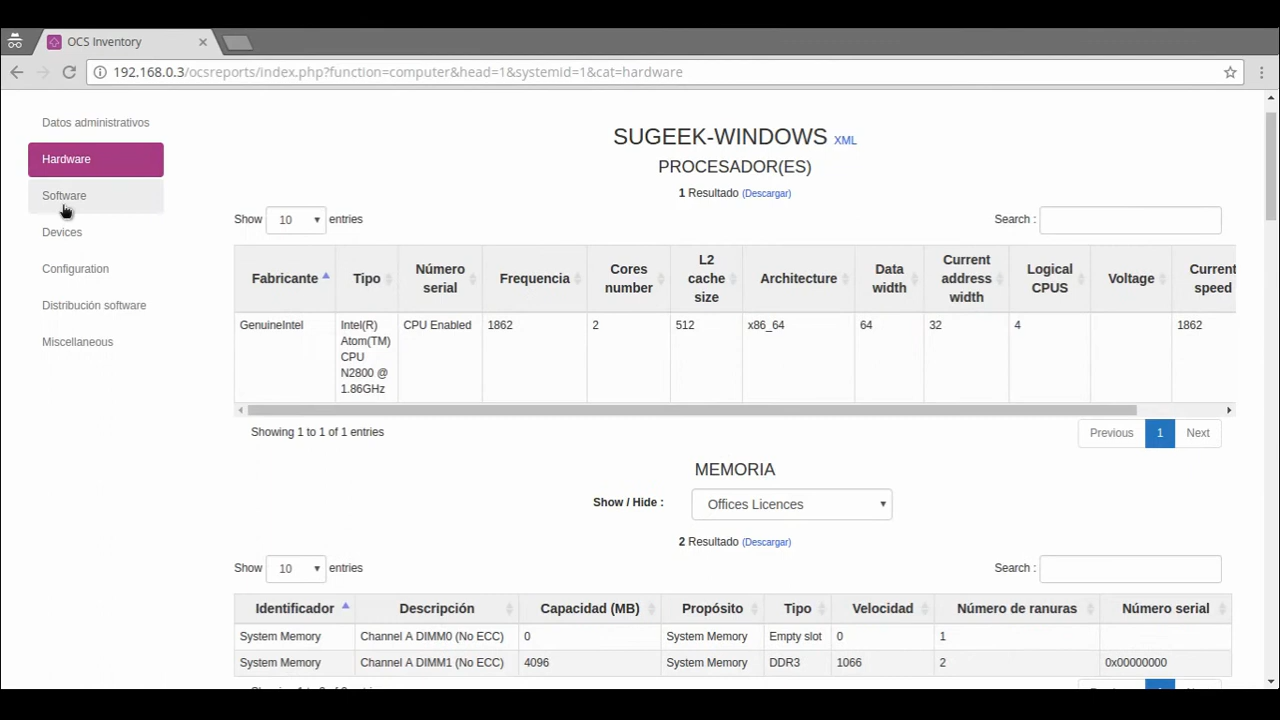 OCS Inventory
192.168.0.3/ocsreports/index.php?function=computer&head=1&systemid=1&cat=hardware
Datos administrativos
Hardware
Software
Devices
Configuration
Distribución software
Miscellaneous
SUGEEK-WINDOWS XML
PROCESADOR(ES)
1 Resultado (Descargar)
Show 10 entries
Search :
Fabricante Tipo Número serial Frequencia Cores number L2 cache size Architecture Data width Current address width Logical CPUS Voltage Current speed
GenuineIntel Intel(R) Atom(TM) CPU N2800 @ 1.86GHz CPU Enabled 1862 2 512 x86_64 64 32 4 1862
Showing 1 to 1 of 1 entries
Previous 1 Next
MEMORIA
Show / Hide : Offices Licences
2 Resultado (Descargar)
Show 10 entries
Search :
Identificador Descripción Capacidad (MB) Propósito Tipo Velocidad Número de ranuras Número serial
System Memory Channel A DIMM0 (No ECC) 0 System Memory Empty slot 0 1
System Memory Channel A DIMM1 (No ECC) 4096 System Memory DDR3 1066 2 0x00000000